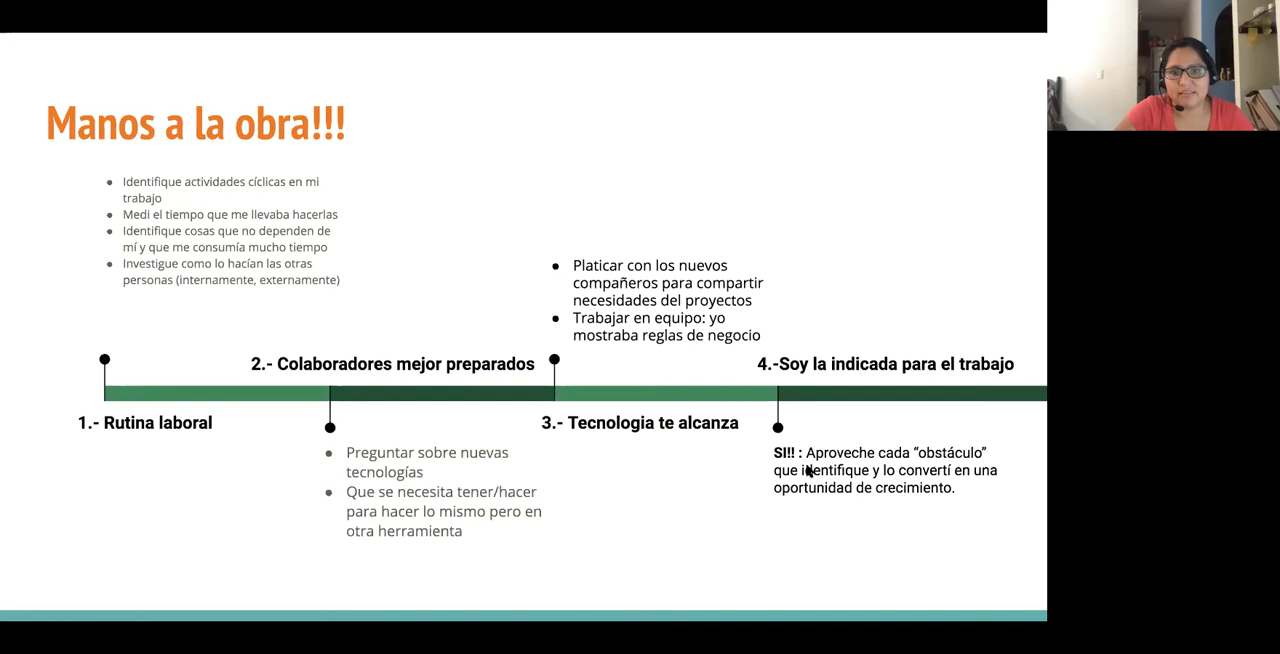 Manos a la obra!!!
● Identifique actividades cíclicas en mi
trabajo
● Medi el tiempo que me llevaba hacerlas
● Identifique cosas que no dependen de
mí y que me consumía mucho tiempo
● Investigue como lo hacían las otras
personas (internamente, externamente)
● Platicar con los nuevos
compañeros para compartir
necesidades del proyectos
● Trabajar en equipo: yo
mostraba reglas de negocio
2.- Colaboradores mejor preparados
4.-Soy la indicada para el trabajo
1.- Rutina laboral
3.- Tecnologia te alcanza
● Preguntar sobre nuevas
tecnologías
● Que se necesita tener/hacer
para hacer lo mismo pero en
otra herramienta
SI!! : Aproveche cada “obstáculo”
que identifique y lo convertí en una
oportunidad de crecimiento.